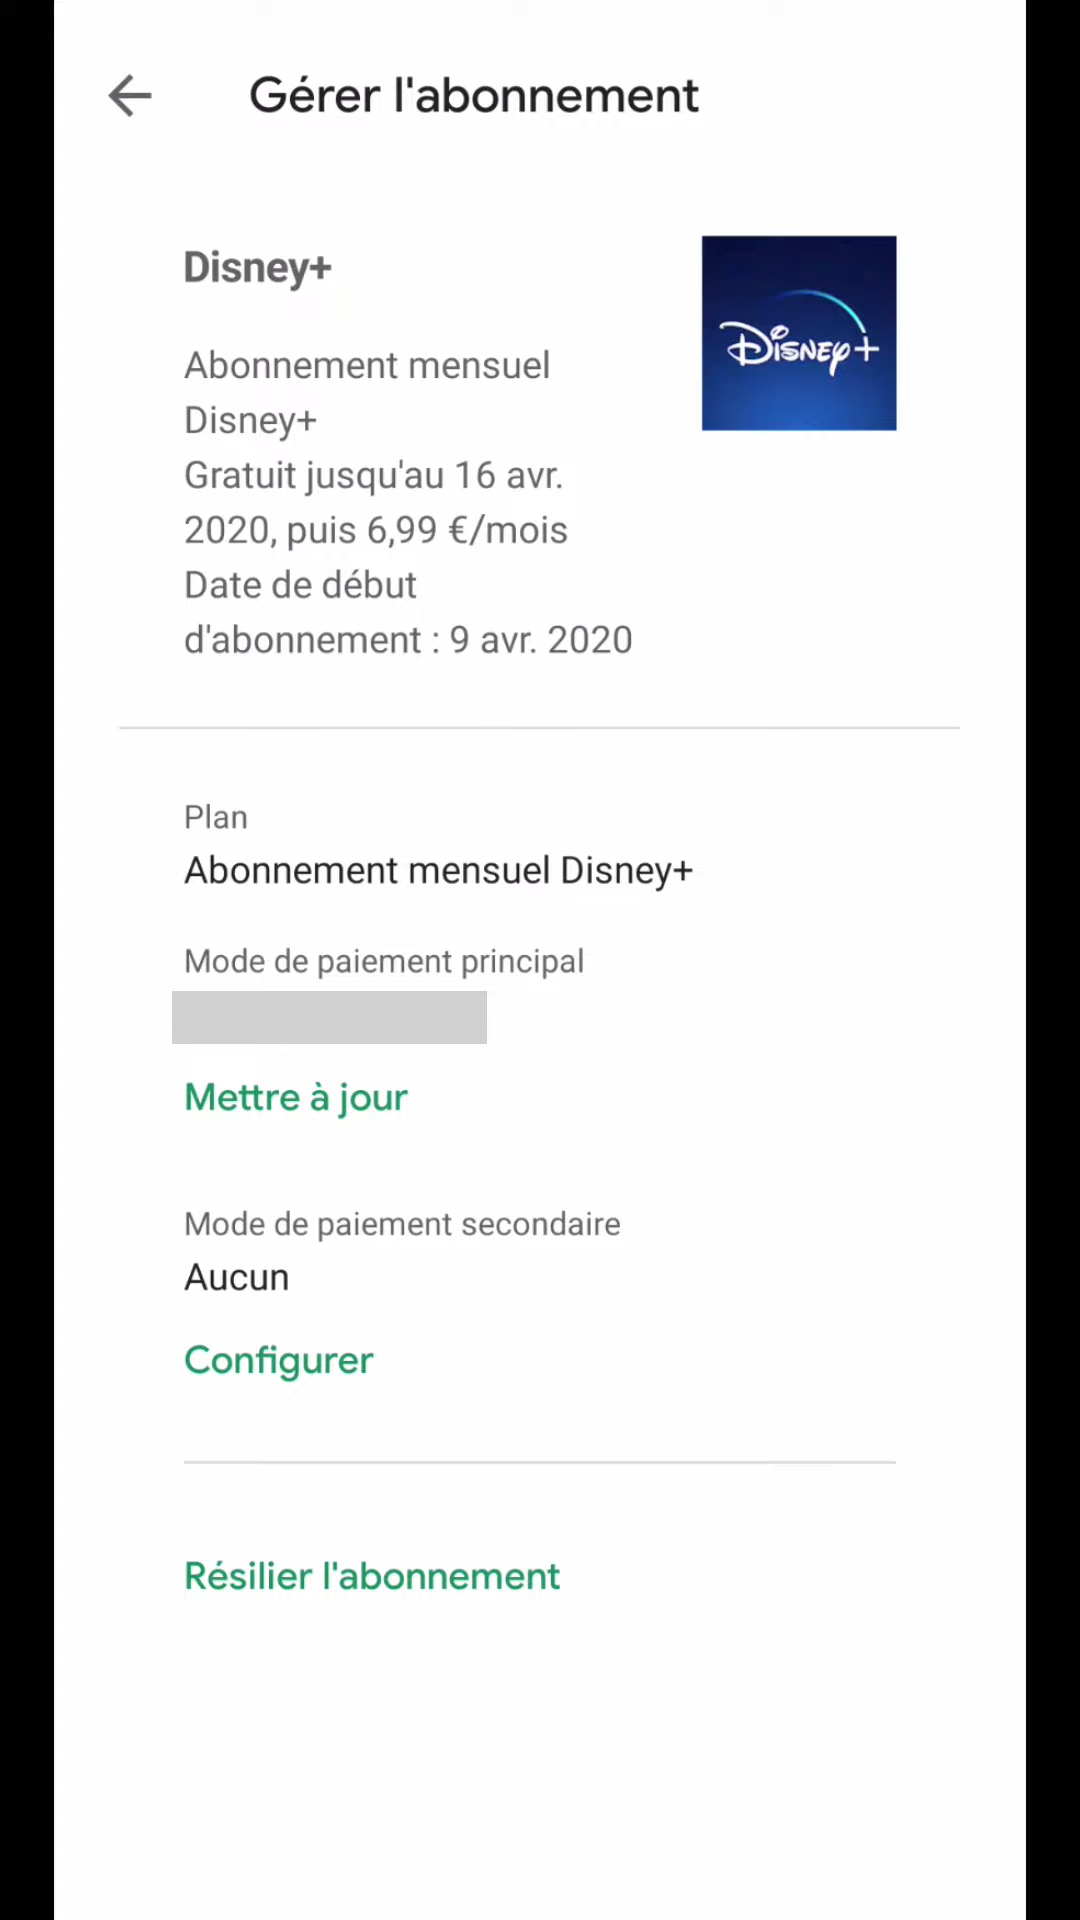 Gérer l'abonnement
Disney+
DISNEY+
Abonnement mensuel
Disney+
Gratuit jusqu'au 16 avr.
2020, puis 6,99 €/mois
Date de début
d'abonnement : 9 avr. 2020
Plan
Abonnement mensuel Disney+
Mode de paiement principal
Mettre à jour
Mode de paiement secondaire
Aucun
Configurer
Résilier l'abonnement